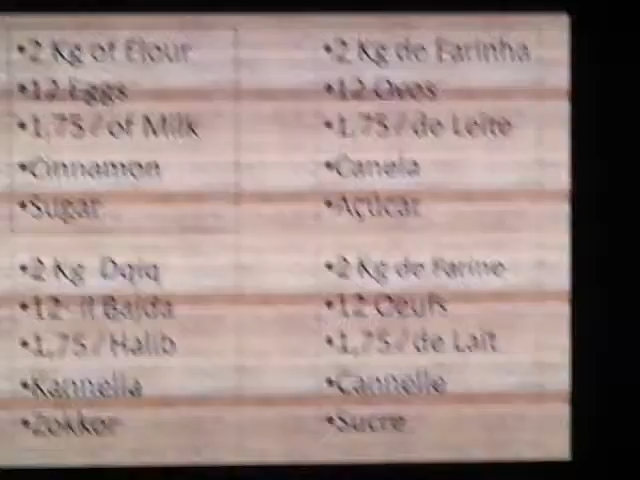 •2 Kg of Flour
•12 Eggs
•1,75 l of Milk
•Cinnamon
•Sugar
•2 Kg de Farinha
•12 Ovos
•1,75 l de Leite
•Canela
•Açúcar
•2 Kg Dqiq
•12- il Bajda
•1,75 l Halib
•Kannella
•Zokkor
•2 Kg de Farine
•12 Oeufs
•1,75 l de Lait
•Cannelle
•Sucre